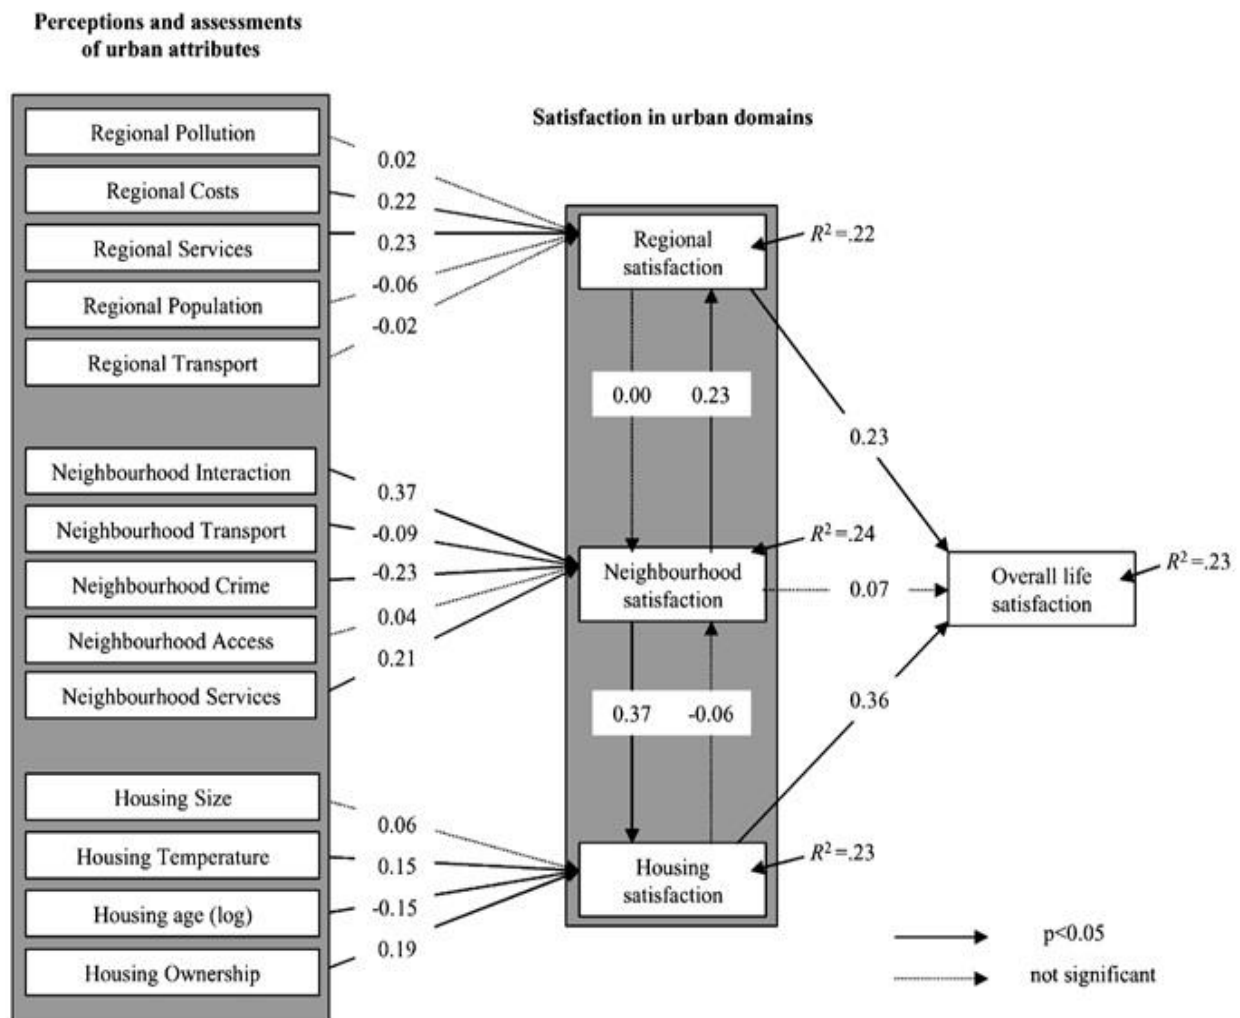 Perceptions and assessments
of urban attributes
Regional Pollution
Regional Costs
Regional Services
Regional Population
Regional Transport
0.02
0.22
0.23
-0.06
-0.02
Neighbourhood Interaction
Neighbourhood Transport
Neighbourhood Crime
Neighbourhood Access
Neighbourhood Services
0.37
-0.09
-0.23
0.04
0.21
Housing Size
Housing Temperature
Housing age (log)
Housing Ownership
0.06
0.15
-0.15
0.19
Satisfaction in urban domains
Regional
satisfaction
R²=.22
0.00
0.23
Neighbourhood
satisfaction
R²=.24
0.37
-0.06
Housing
satisfaction
R²=.23
0.23
0.07
0.36
Overall life
satisfaction
R²=.23
p<0.05
not significant